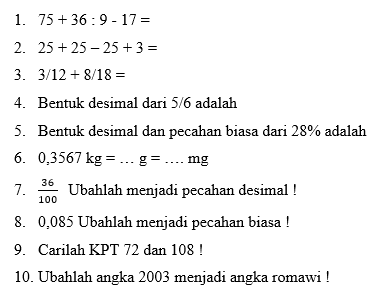 1. 75 + 36 : 9 - 17 =
2. 25 + 25 – 25 + 3 =
3. 3/12 + 8/18 =
4. Bentuk desimal dari 5/6 adalah
5. Bentuk desimal dan pecahan biasa dari 28% adalah
6. 0,3567 kg = … g = …. mg
7. 36/100 Ubahlah menjadi pecahan desimal !
8. 0,085 Ubahlah menjadi pecahan biasa !
9. Carilah KPT 72 dan 108 !
10. Ubahlah angka 2003 menjadi angka romawi !